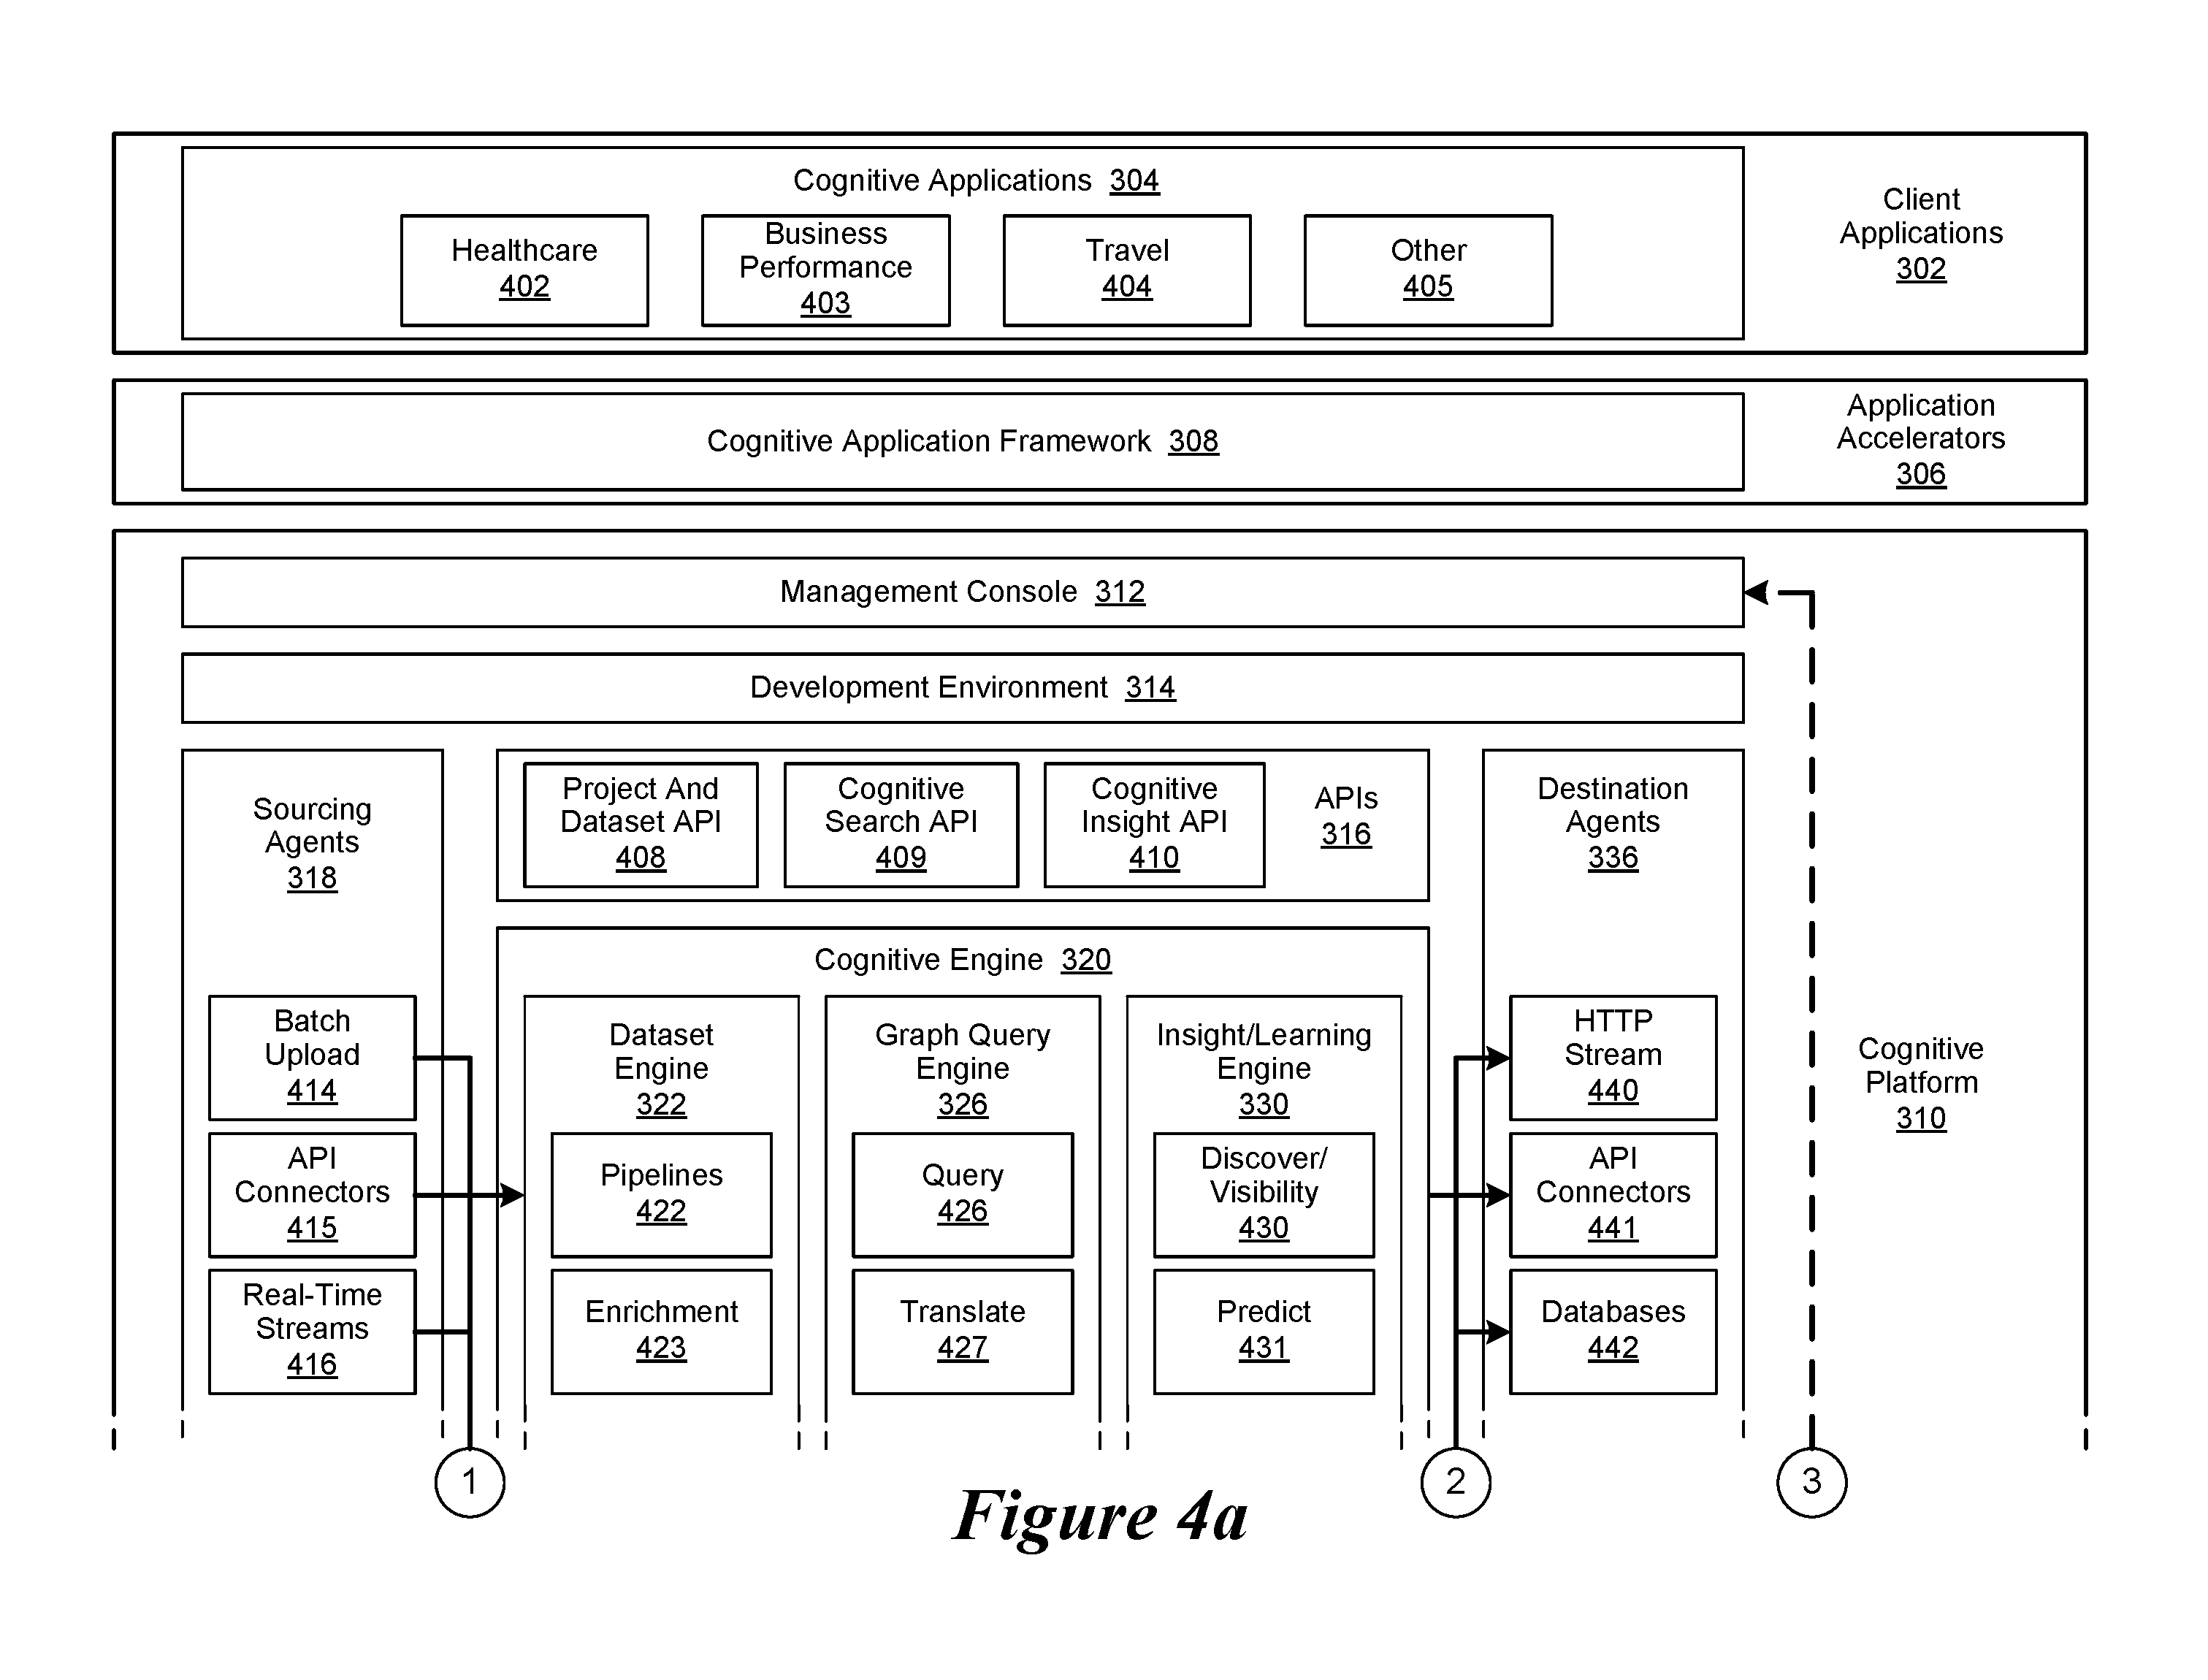 Cognitive Applications 304
Healthcare
402
Business
Performance
403
Travel
404
Other
405
Client
Applications
302
Cognitive Application Framework 308
Application
Accelerators
306
Management Console 312
Development Environment 314
Sourcing
Agents
318
Project And
Dataset API
408
Cognitive
Search API
409
Cognitive
Insight API
410
APIs
316
Destination
Agents
336
Cognitive Engine 320
Batch
Upload
414
API
Connectors
415
Real-Time
Streams
416
Dataset
Engine
322
Pipelines
422
Enrichment
423
Graph Query
Engine
326
Query
426
Translate
427
Insight/Learning
Engine
330
Discover/
Visibility
430
Predict
431
HTTP
Stream
440
API
Connectors
441
Databases
442
Cognitive
Platform
310
1
2
3
Figure 4a